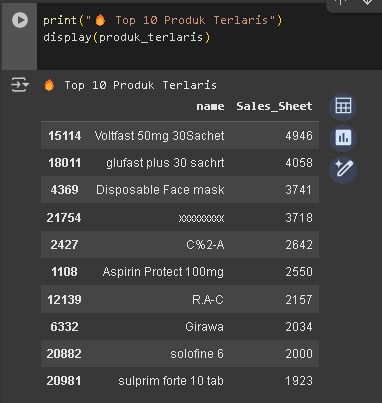 print("🔥 Top 10 Produk Terlaris")
display(produk_terlaris)
🔥 Top 10 Produk Terlaris
name Sales_Sheet
15114 Voltfast 50mg 30Sachet 4946
18011 glufast plus 30 sachrt 4058
4369 Disposable Face mask 3741
21754 xxxxxxxxx 3718
2427 C%2-A 2642
1108 Aspirin Protect 100mg 2550
12139 R.A-C 2157
6332 Girawa 2034
20882 solofine 6 2000
20981 sulprim forte 10 tab 1923